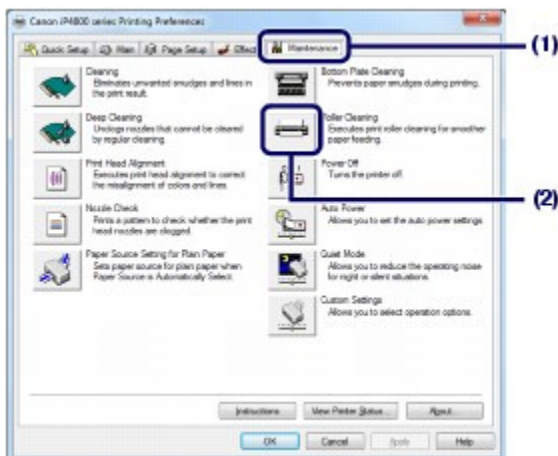 Canon iP4800 series Printing Preferences
Quick Setup Main Page Setup Effects Maintenance
(1)
Cleaning
Eliminates unwanted smudges and lines in
the print result.
Bottom Plate Cleaning
Prevents paper smudges during printing.
Deep Cleaning
Unclogs nozzles that cannot be cleared
by regular cleaning.
Roller Cleaning
Executes print roller cleaning for smoother
paper feeding.
Print Head Alignment
Executes print head alignment to correct
the misalignment of colors and lines.
Power Off
Turns the printer off.
(2)
Nozzle Check
Prints a pattern to check whether the print
head nozzles are clogged.
Auto Power
Allows you to set the auto power settings.
Paper Source Setting for Plain Paper
Sets paper source for plain paper when
Paper Source is Automatically Select.
Quiet Mode
Allows you to reduce the operating noise
for night or silent situations.
Custom Settings
Allows you to select operation options.
Instructions View Printer Status... About...
OK Cancel Apply Help